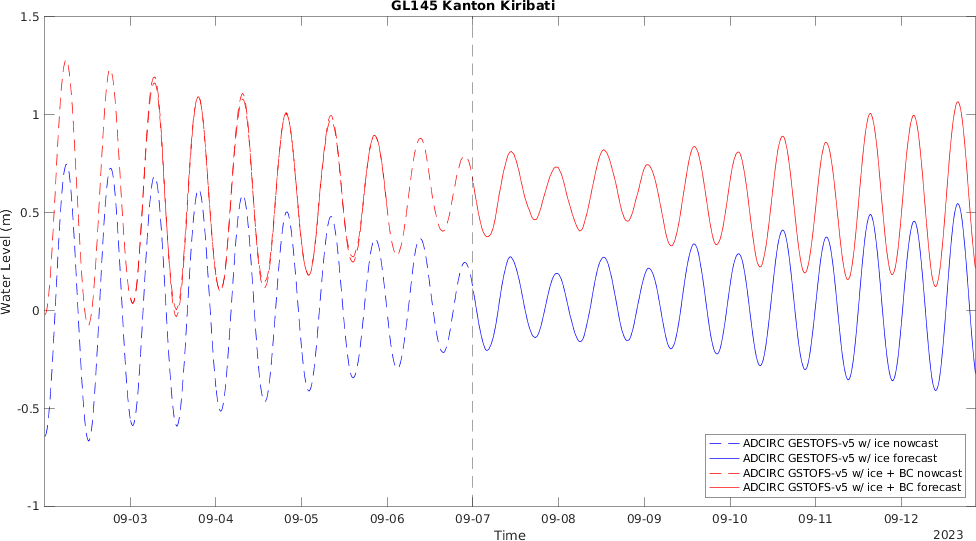 GL145 Kanton Kiribati
Water Level (m)
1.5
1
0.5
0
-0.5
-1
09-03 09-04 09-05 09-06 09-07 09-08 09-09 09-10 09-11 09-12
Time
2023
ADCIRC GESTOFS-v5 w/ ice nowcast
ADCIRC GESTOFS-v5 w/ ice forecast
ADCIRC GSTOFS-v5 w/ ice + BC nowcast
ADCIRC GSTOFS-v5 w/ ice + BC forecast